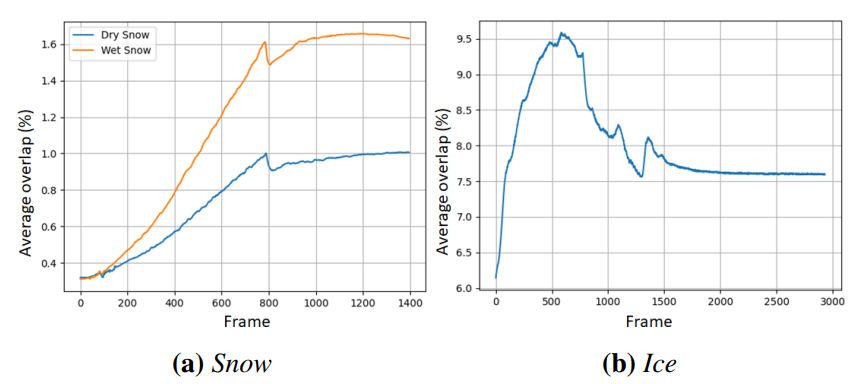 Dry Snow
Wet Snow
Average overlap (%)
1.6
1.4
1.2
1.0
0.8
0.6
0.4
0 200 400 600 800 1000 1200 1400
Frame
(a) Snow
Average overlap (%)
9.5
9.0
8.5
8.0
7.5
7.0
6.5
6.0
0 500 1000 1500 2000 2500 3000
Frame
(b) Ice